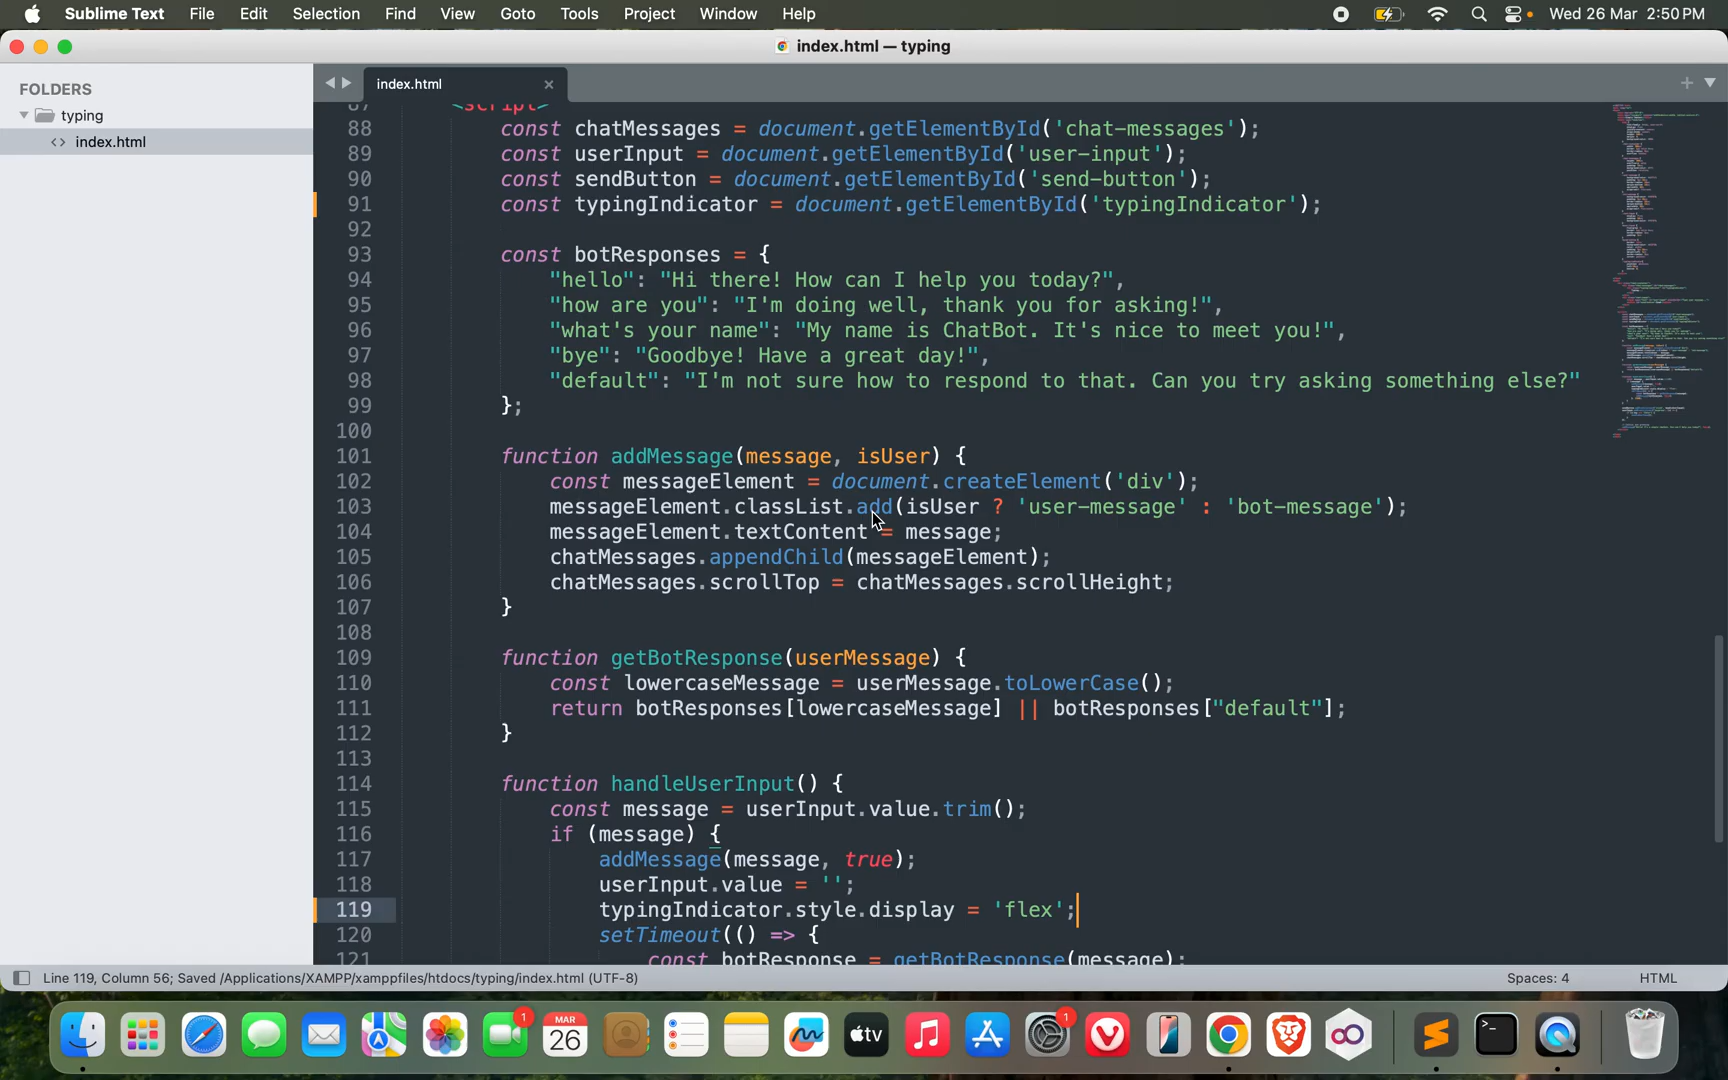 Sublime Text File Edit Selection Find View Goto Tools Project Window Help Wed 26 Mar 2:50 PM
index.html — typing
FOLDERS
typing
<> index.html
index.html
87 <script>
88 const chatMessages = document.getElementById('chat-messages');
89 const userInput = document.getElementById('user-input');
90 const sendButton = document.getElementById('send-button');
91 const typingIndicator = document.getElementById('typingIndicator');
92
93 const botResponses = {
94 "hello": "Hi there! How can I help you today?",
95 "how are you": "I'm doing well, thank you for asking!",
96 "what's your name": "My name is ChatBot. It's nice to meet you!",
97 "bye": "Goodbye! Have a great day!",
98 "default": "I'm not sure how to respond to that. Can you try asking something else?"
99 };
100
101 function addMessage(message, isUser) {
102 const messageElement = document.createElement('div');
103 messageElement.classList.add(isUser ? 'user-message' : 'bot-message');
104 messageElement.textContent = message;
105 chatMessages.appendChild(messageElement);
106 chatMessages.scrollTop = chatMessages.scrollHeight;
107 }
108
109 function getBotResponse(userMessage) {
110 const lowercaseMessage = userMessage.toLowerCase();
111 return botResponses[lowercaseMessage] || botResponses["default"];
112 }
113
114 function handleUserInput() {
115 const message = userInput.value.trim();
116 if (message) {
117 addMessage(message, true);
118 userInput.value = '';
119 typingIndicator.style.display = 'flex';
120 setTimeout(() => {
121 const botResponse = getBotResponse(message);
Line 119, Column 56; Saved /Applications/XAMPP/xamppfiles/htdocs/typing/index.html (UTF-8) Spaces: 4 HTML
1
MAR
26
tv
1